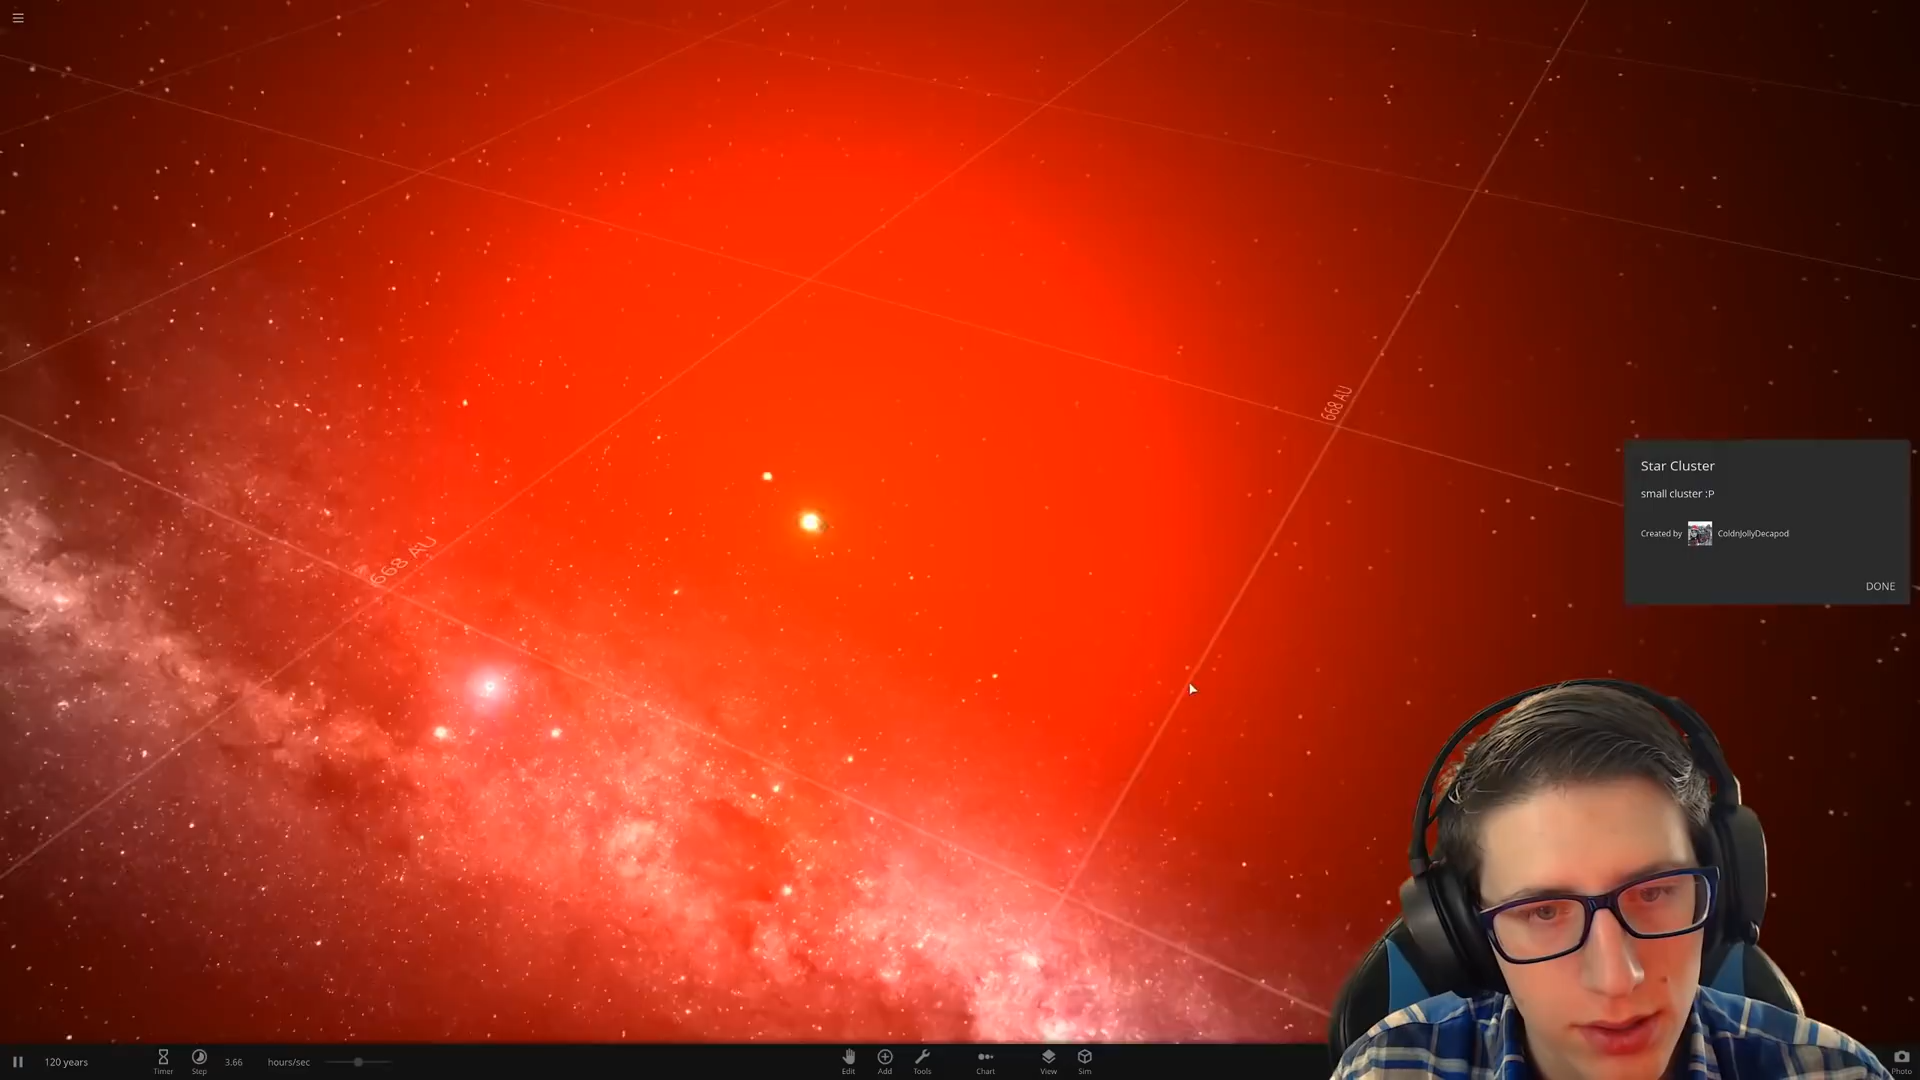 668 AU
668 AU
Star Cluster
small cluster :P
Created by ColdnJollyDecapod
DONE
120 years
Timer
Step
3.66 hours/sec
Edit
Add
Tools
Chart
View
Sim
Photo